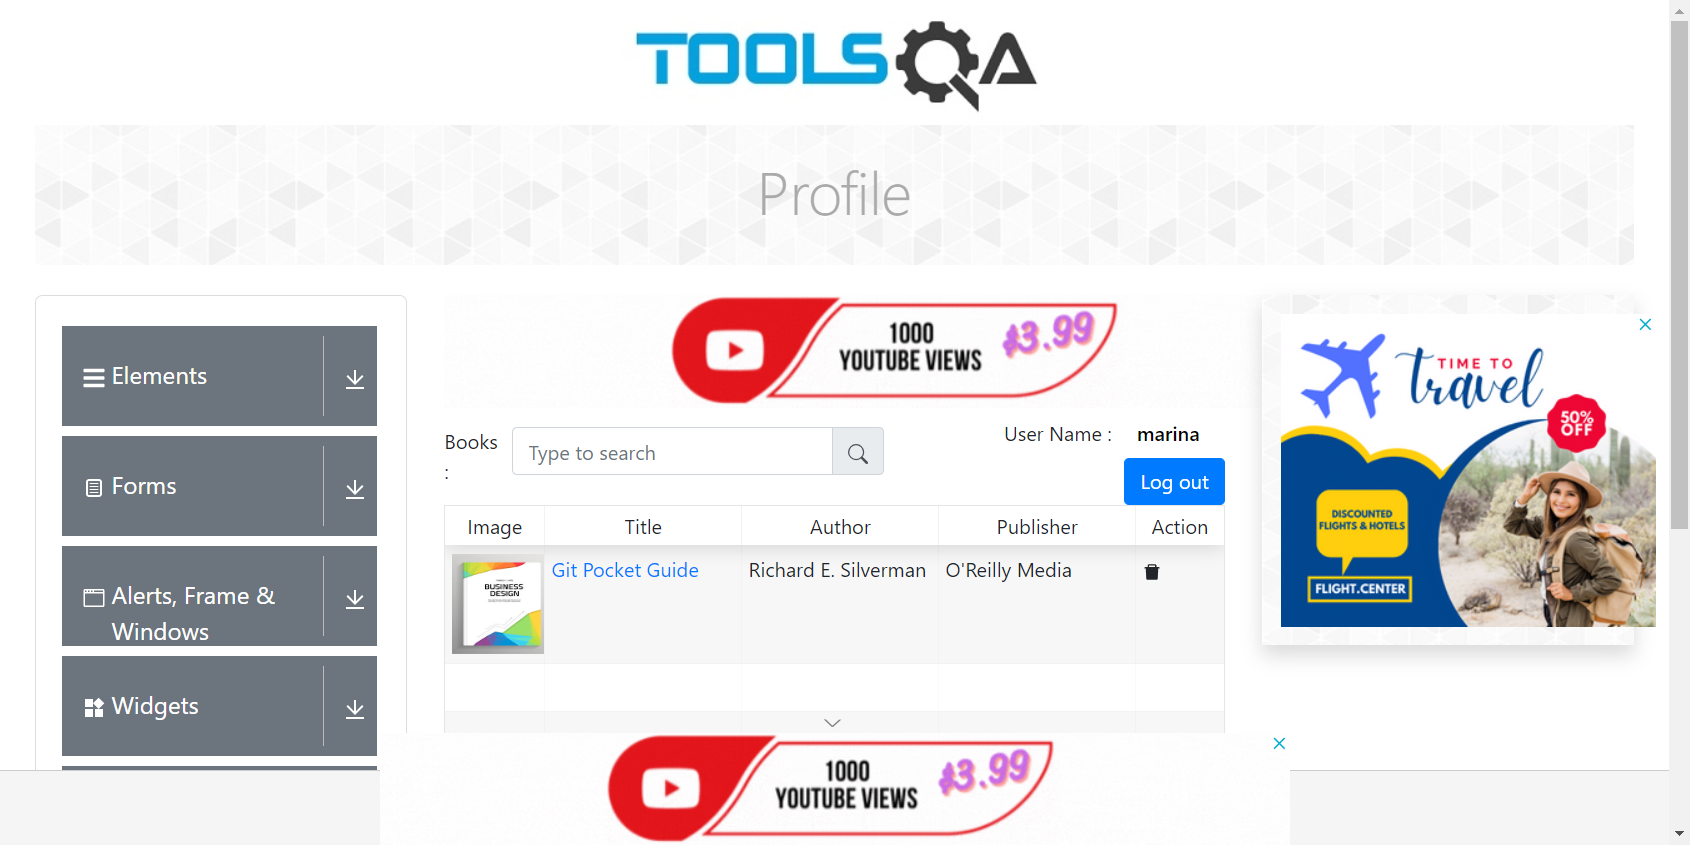 TOOLSQA
Profile
Elements
Forms
Alerts, Frame &
Windows
Widgets
1000
YOUTUBE VIEWS
$3.99
Books
:
Type to search
User Name :
marina
Log out
Image
Title
Author
Publisher
Action
BUSINESS
DESIGN
Git Pocket Guide
Richard E. Silverman
O'Reilly Media
TIME TO
travel
50%
OFF
DISCOUNTED
FLIGHTS & HOTELS
FLIGHT.CENTER
1000
YOUTUBE VIEWS
$3.99